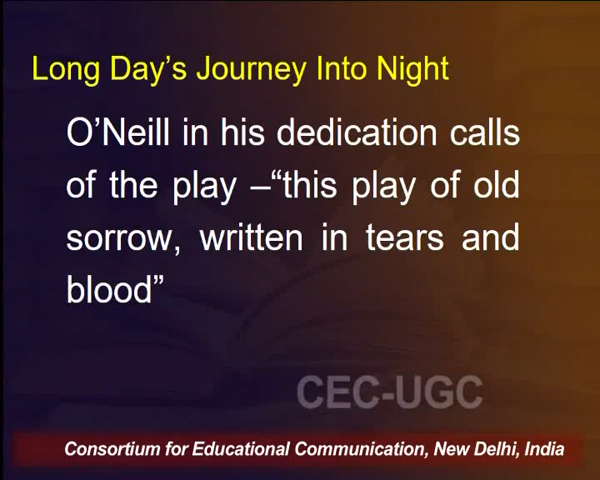 Long Day's Journey Into Night
O'Neill in his dedication calls
of the play –“this play of old
sorrow, written in tears and
blood”
CEC-UGC
Consortium for Educational Communication, New Delhi, India